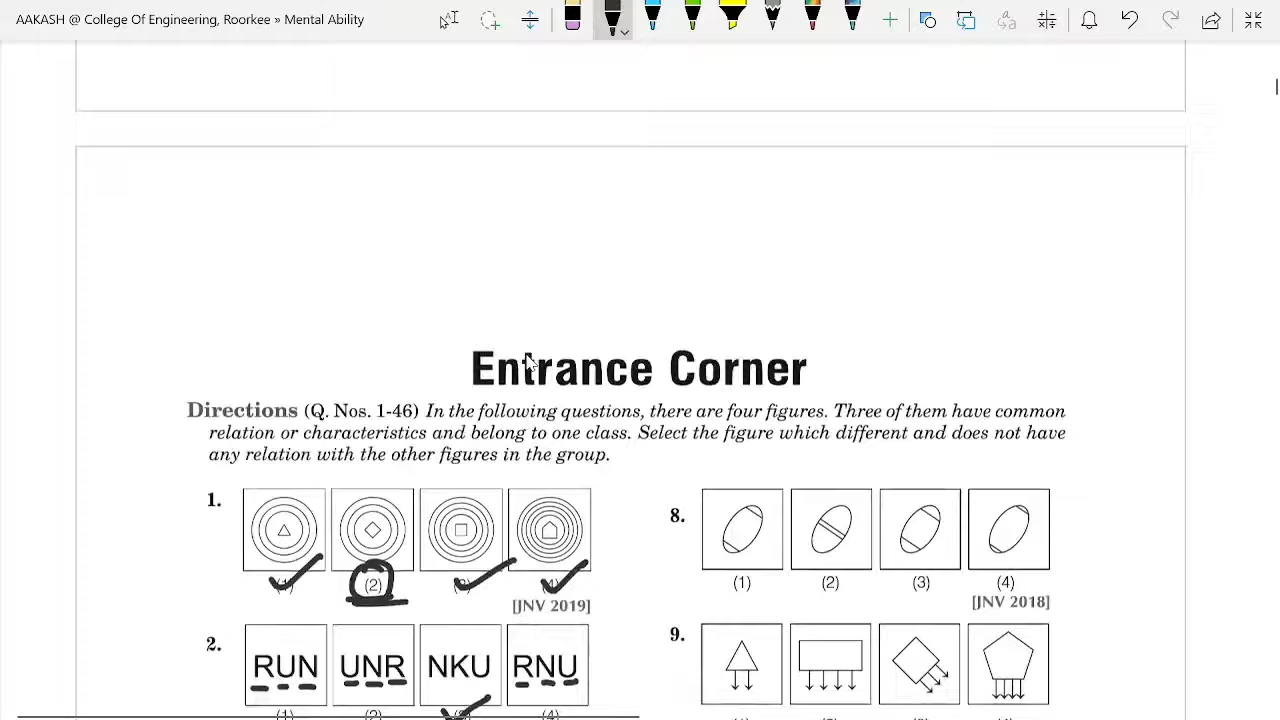 AAKASH @ College Of Engineering, Roorkee » Mental Ability
Entrance Corner
Directions (Q. Nos. 1-46) In the following questions, there are four figures. Three of them have common
relation or characteristics and belong to one class. Select the figure which different and does not have
any relation with the other figures in the group.
1.
(2)
[JNV 2019]
2.
RUN UNR NKU RNU
8.
(1) (2) (3) (4)
[JNV 2018]
9.